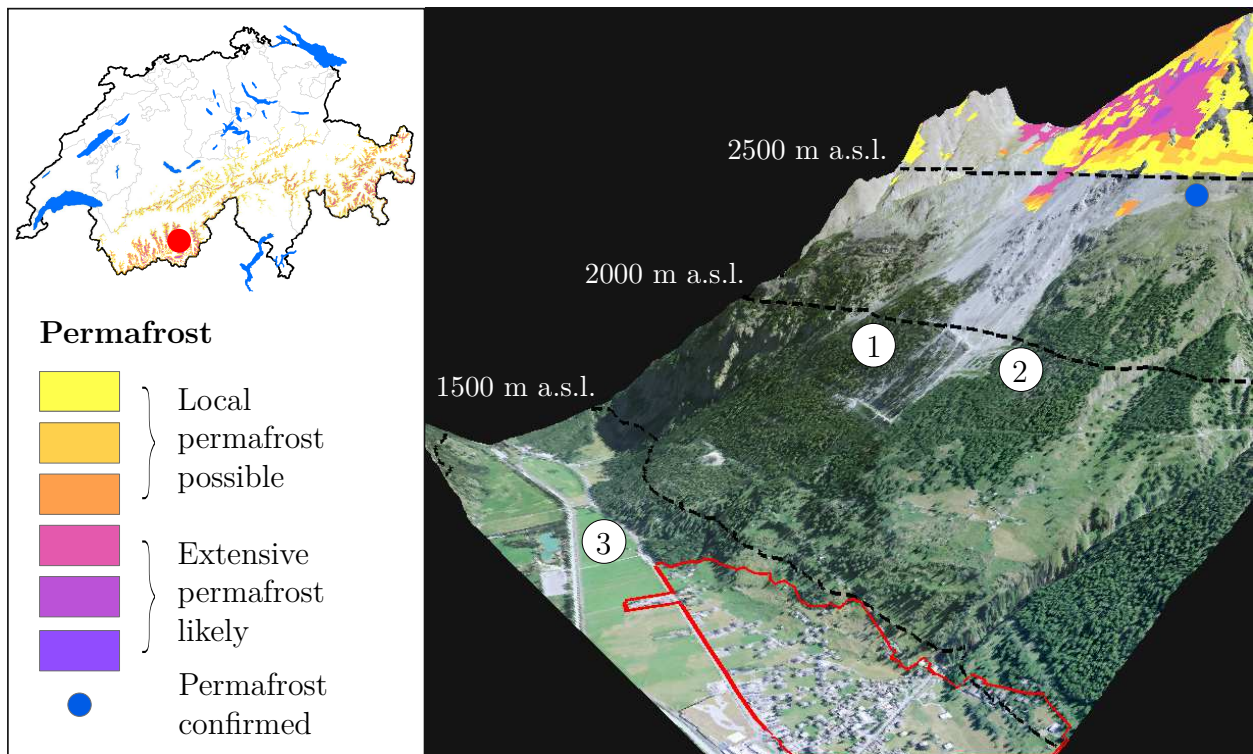 Permafrost
Local
permafrost
possible
Extensive
permafrost
likely
Permafrost
confirmed
2500 m a.s.l.
2000 m a.s.l.
1500 m a.s.l.
1
2
3